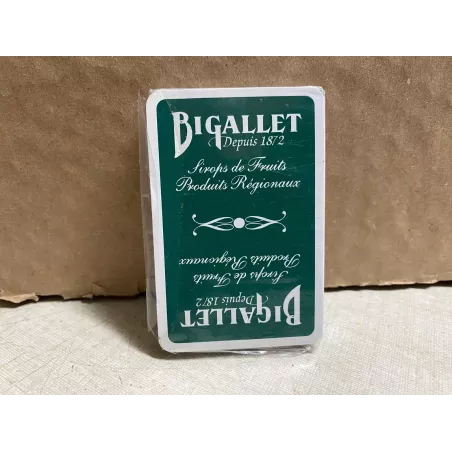 BIGALLET
Depuis 1872
Sirops de Fruits
Produits Régionaux
Produits Régionaux
Sirops de Fruits
Depuis 1872
BIGALLET